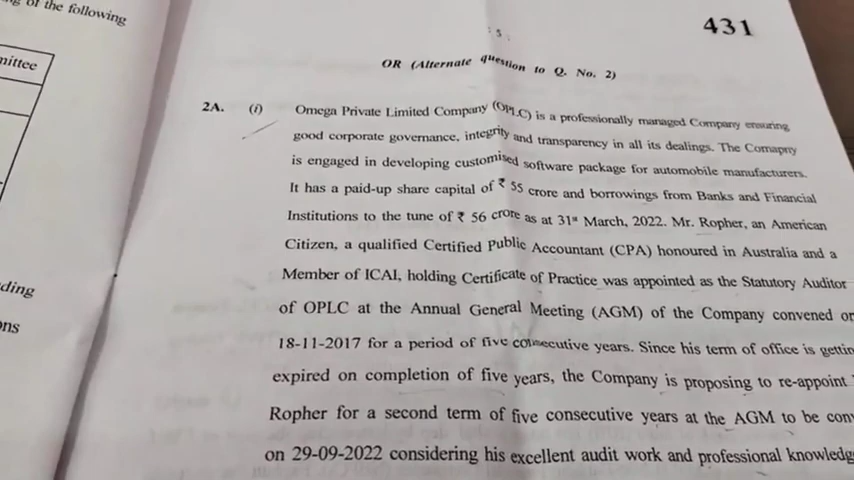 of the following
mittee
ding
ons
431
: 5 :
OR (Alternate question to Q. No. 2)
2A. (i) Omega Private Limited Company (OPLC) is a professionally managed Company ensuring
good corporate governance, integrity and transparency in all its dealings. The Comapny
is engaged in developing customised software package for automobile manufacturers.
It has a paid-up share capital of ₹ 55 crore and borrowings from Banks and Financial
Institutions to the tune of ₹ 56 crore as at 31st March, 2022. Mr. Ropher, an American
Citizen, a qualified Certified Public Accountant (CPA) honoured in Australia and a
Member of ICAI, holding Certificate of Practice was appointed as the Statutory Auditor
of OPLC at the Annual General Meeting (AGM) of the Company convened on
18-11-2017 for a period of five consecutive years. Since his term of office is gettin
expired on completion of five years, the Company is proposing to re-appoint
Ropher for a second term of five consecutive years at the AGM to be conv
on 29-09-2022 considering his excellent audit work and professional knowledg